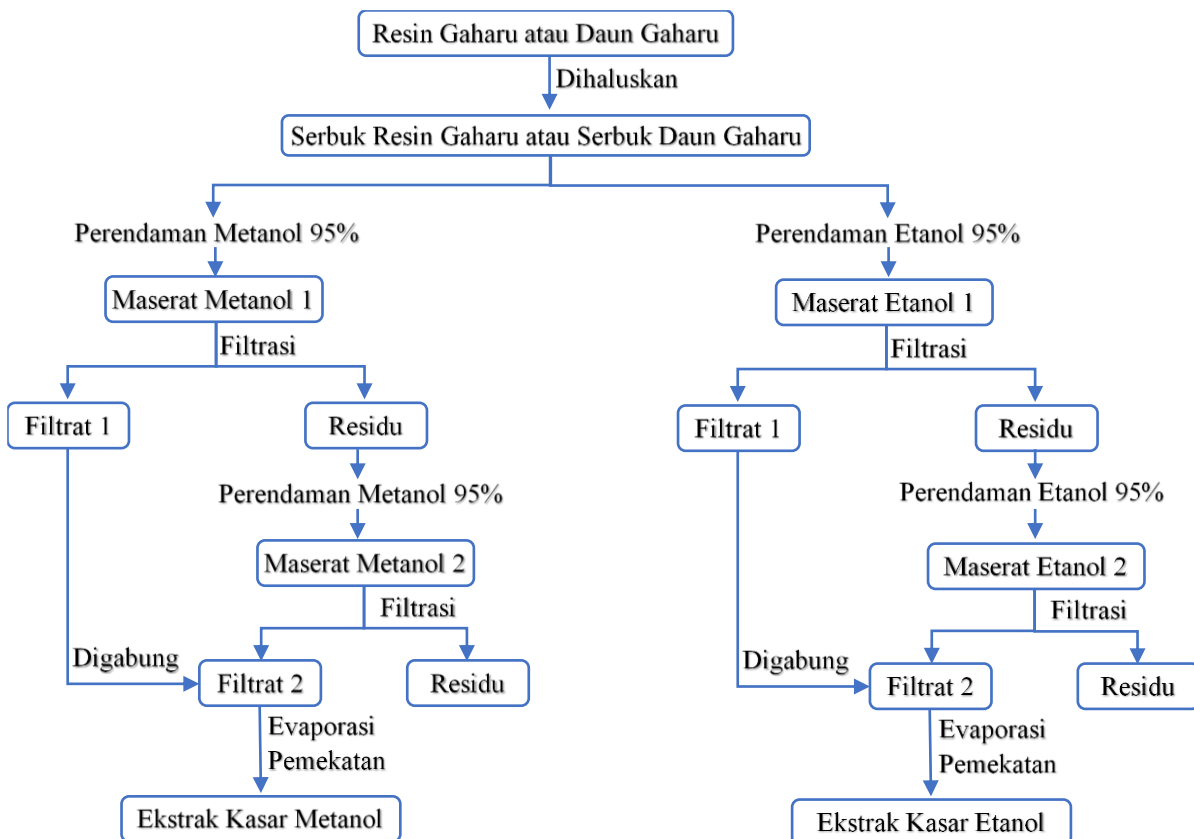 Resin Gaharu atau Daun Gaharu
Dihaluskan
Serbuk Resin Gaharu atau Serbuk Daun Gaharu
Perendaman Metanol 95%
Maserat Metanol 1
Filtrasi
Filtrat 1
Residu
Perendaman Metanol 95%
Maserat Metanol 2
Filtrasi
Digabung
Filtrat 2
Residu
Evaporasi
Pemekatan
Ekstrak Kasar Metanol
Perendaman Etanol 95%
Maserat Etanol 1
Filtrasi
Filtrat 1
Residu
Perendaman Etanol 95%
Maserat Etanol 2
Filtrasi
Digabung
Filtrat 2
Residu
Evaporasi
Pemekatan
Ekstrak Kasar Etanol